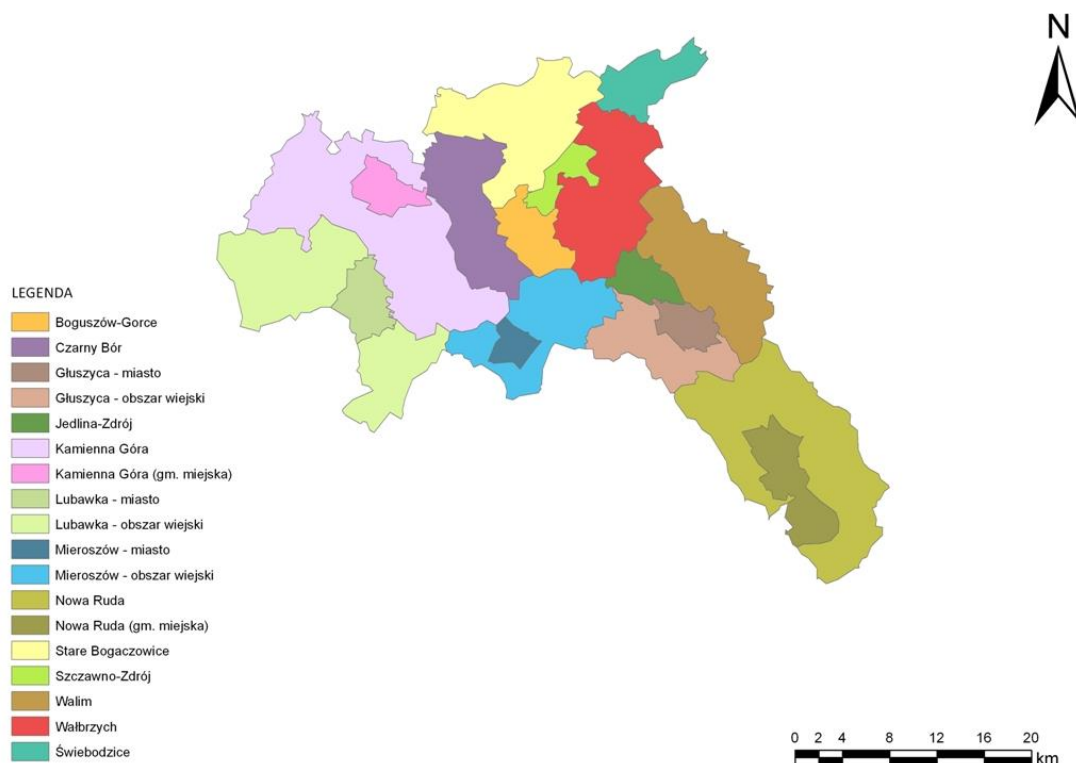 N
LEGENDA
Boguszów-Gorce
Czarny Bór
Głuszyca - miasto
Głuszyca - obszar wiejski
Jedlina-Zdrój
Kamienna Góra
Kamienna Góra (gm. miejska)
Lubawka - miasto
Lubawka - obszar wiejski
Mieroszów - miasto
Mieroszów - obszar wiejski
Nowa Ruda
Nowa Ruda (gm. miejska)
Stare Bogaczowice
Szczawno-Zdrój
Walim
Wałbrzych
Świebodzice
0 2 4 8 12 16 20
km